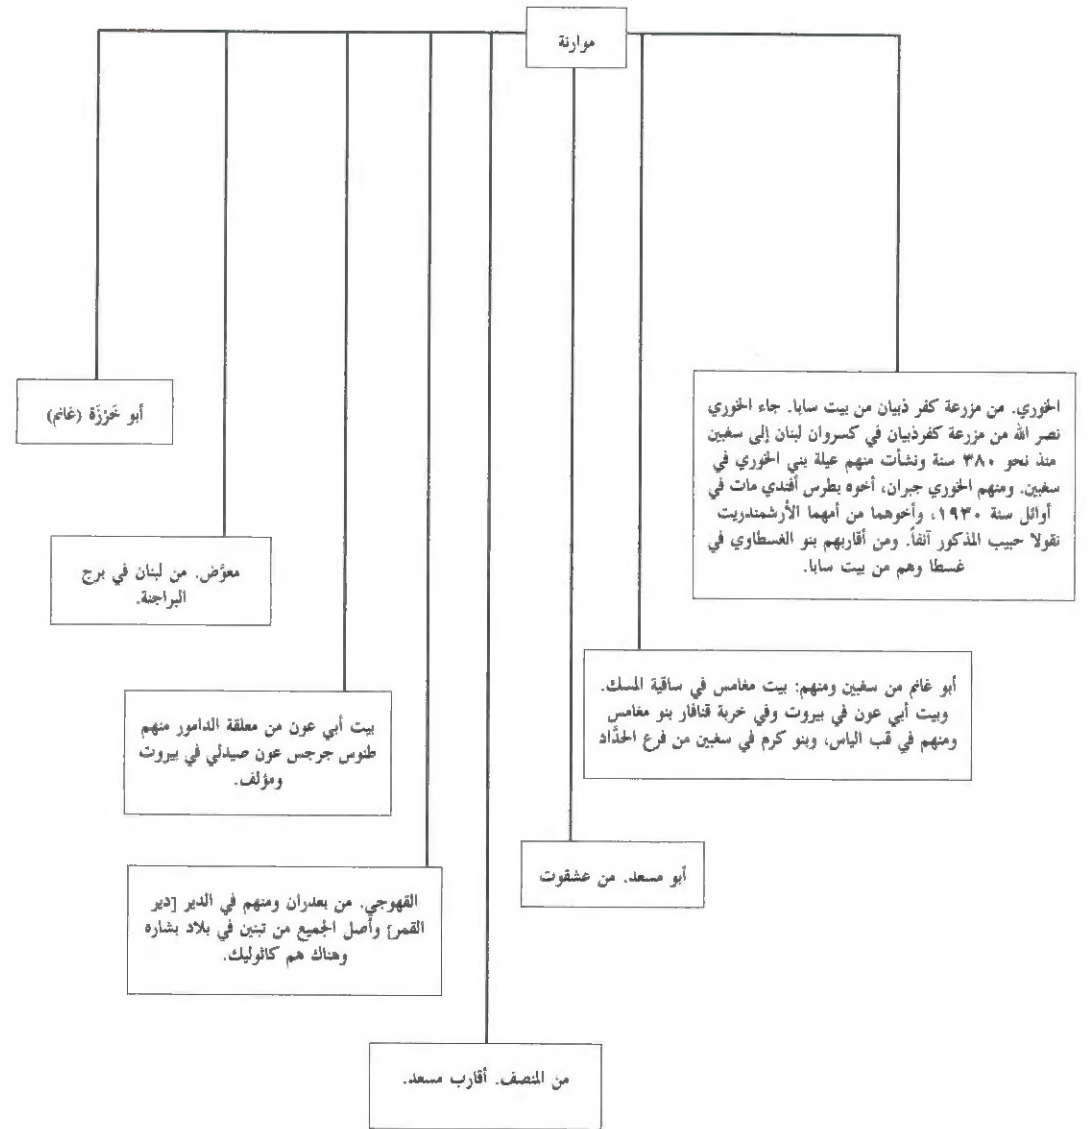 موارنة
الخوري. من مزرعة كفر ذبيان من بيت سابا. جاء الخوري
نصر الله من مزرعة كفرذبيان في كسروان لبنان إلى سغبين
منذ نحو ٣٨٠ سنة ونشأت منهم عيلة بني الخوري في
سغبين. ومنهم الخوري جبران، أخوه بطرس أفندي مات في
أوائل سنة ١٩٣٠، وأخوهما من أمهما الأرشمندريت
نقولا حبيب المذكور آنفاً. ومن أقاربهم بنو الغسطاوي في
غسطا وهم من بيت سابا.
أبو غانم من سغبين ومنهم: بيت مغامس في ساقية المسك.
وبيت أبي عون في بيروت وفي خربة قنافار بنو مغامس
ومنهم في قب الياس، وبنو كرم في سغبين من فرع الحدَّاد
أبو مسعد. من عشقوت
من المنصف. أقارب مسعد.
القهوجي. من بعدران ومنهم في الدير [دير
القمر] وأصل الجميع من تبنين في بلاد بشاره
وهناك هم كاثوليك.
بيت أبي عون من معلقة الدامور منهم
طنوس جرجس عون صيدلي في بيروت
ومؤلف.
معوَّض. من لبنان في برج
البراجنة.
أبو خَرْزَة (غانم)